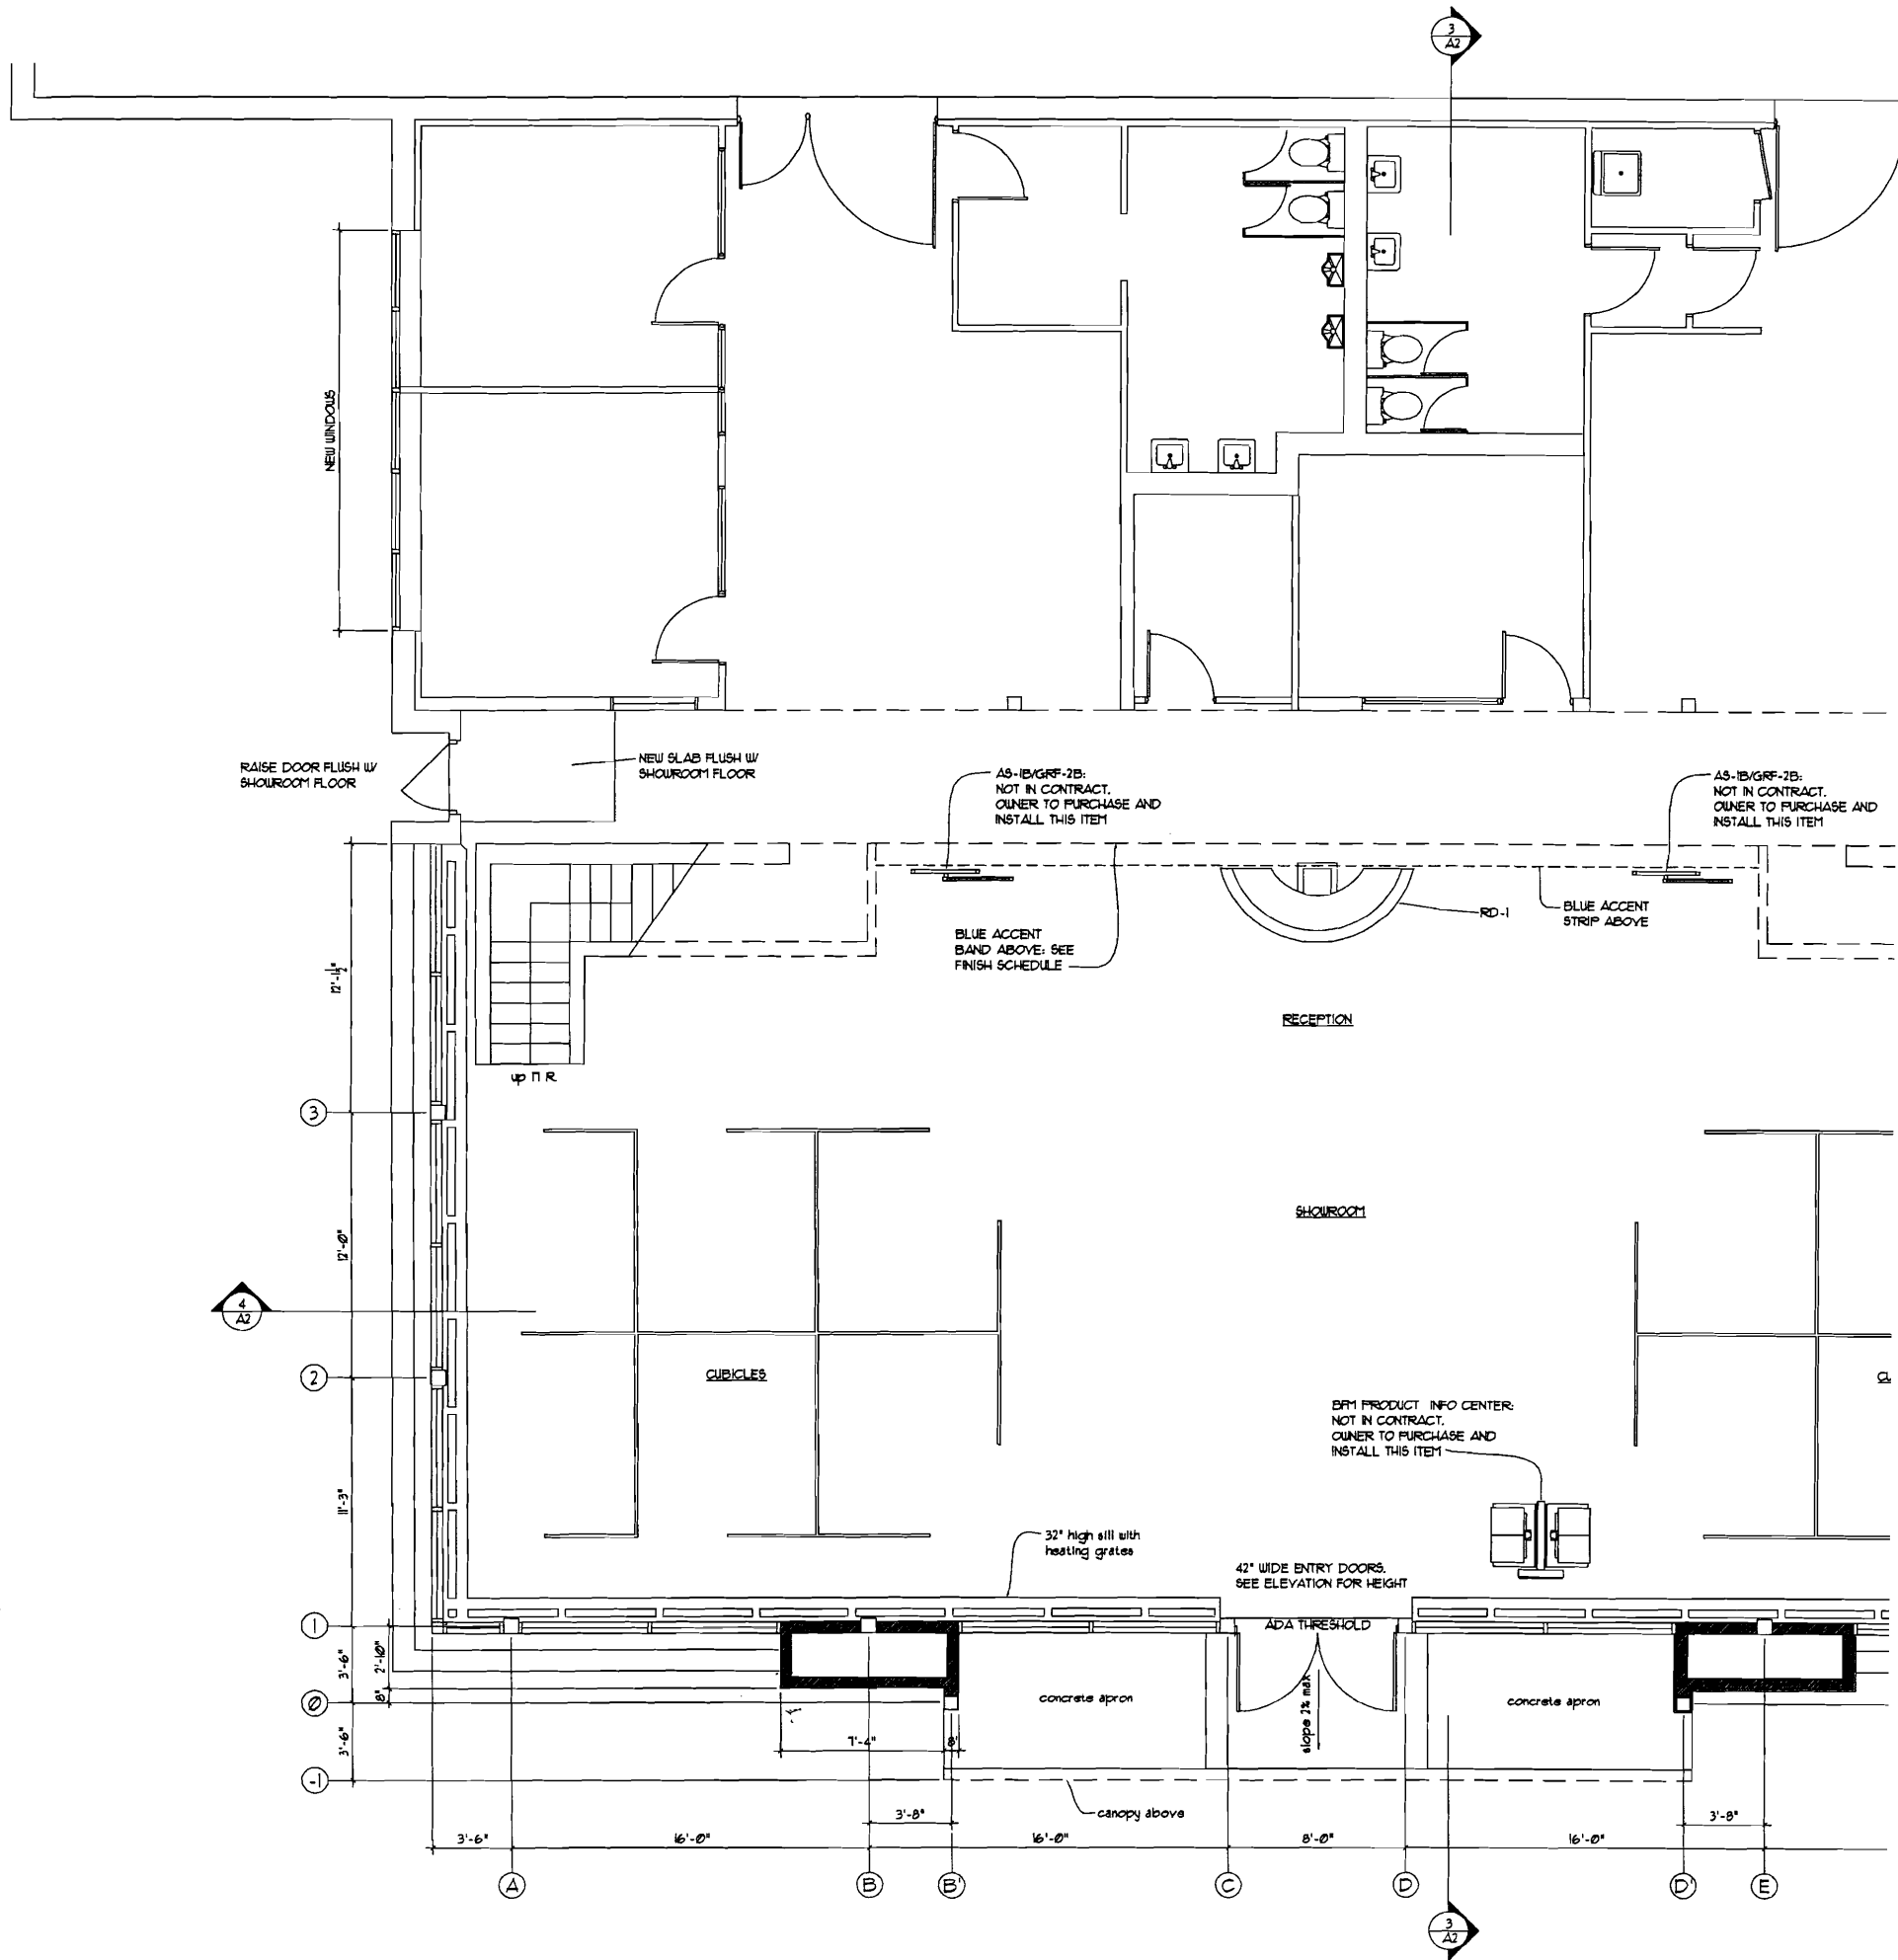 3
A2
NEW WINDOWS
RAISE DOOR FLUSH W/
SHOWROOM FLOOR
NEW SLAB FLUSH W/
SHOWROOM FLOOR
AS-1B/GRF-2B:
NOT IN CONTRACT.
OWNER TO PURCHASE AND
INSTALL THIS ITEM
AS-1B/GRF-2B:
NOT IN CONTRACT.
OWNER TO PURCHASE AND
INSTALL THIS ITEM
BLUE ACCENT
BAND ABOVE: SEE
FINISH SCHEDULE
RD-1
BLUE ACCENT
STRIP ABOVE
12'-1½"
RECEPTION
up 17 R
3
12'-0"
SHOWROOM
4
A2
2
CUBICLES
CU
BFM PRODUCT INFO CENTER:
NOT IN CONTRACT.
OWNER TO PURCHASE AND
INSTALL THIS ITEM
11'-3"
32" high sill with
heating grates
42" WIDE ENTRY DOORS.
SEE ELEVATION FOR HEIGHT
1
ADA THRESHOLD
3'-6"
2'-10"
8"
0
concrete apron
slope 2% max
concrete apron
3'-6"
7'-4"
8"
-1
canopy above
3'-8"
3'-8"
3'-6"
16'-0"
16'-0"
8'-0"
16'-0"
A
B
B'
C
D
D'
E
3
A2